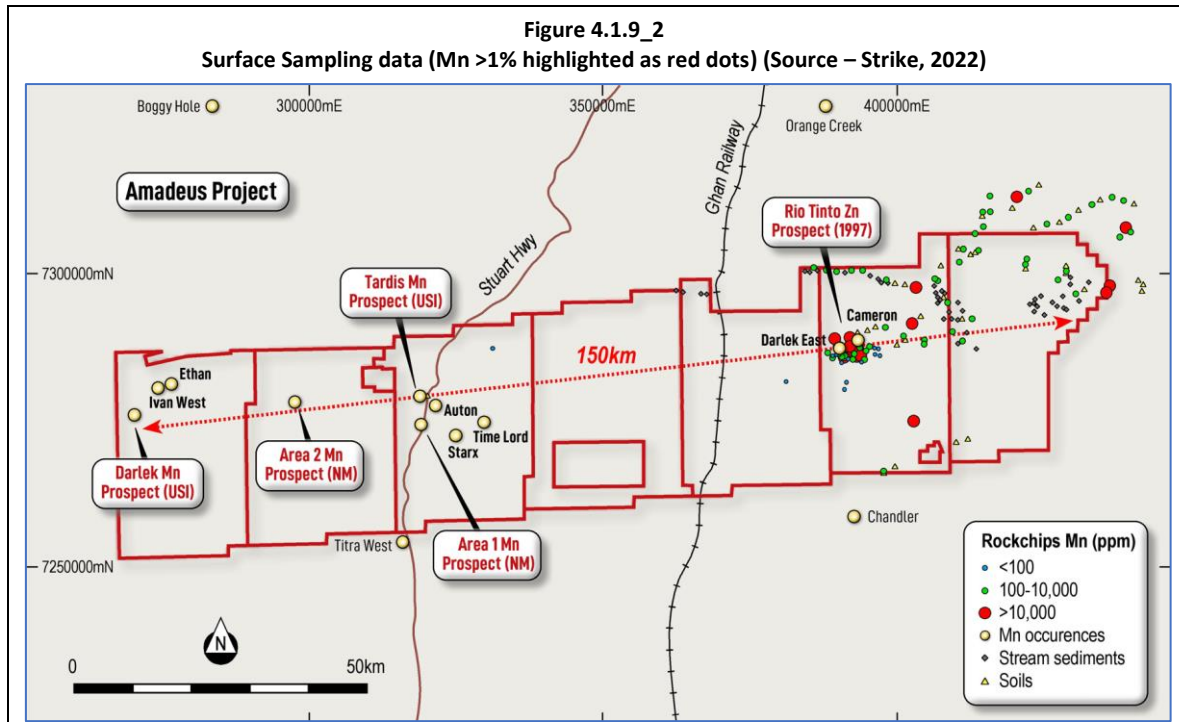 Figure 4.1.9_2
Surface Sampling data (Mn >1% highlighted as red dots) (Source – Strike, 2022)
Boggy Hole
300000mE
350000mE
400000mE
Orange Creek
Amadeus Project
Stuart Hwy
Ghan Railway
Rio Tinto Zn
Prospect (1997)
7300000mN
Tardis Mn
Prospect (USI)
Cameron
Darlek East
150km
Ethan
Ivan West
Auton
Time Lord
Starx
Darlek Mn
Prospect (USI)
Area 2 Mn
Prospect (NM)
Area 1 Mn
Prospect (NM)
Titra West
Chandler
7250000mN
Rockchips Mn (ppm)
<100
100-10,000
>10,000
Mn occurences
Stream sediments
Soils
N
0
50km